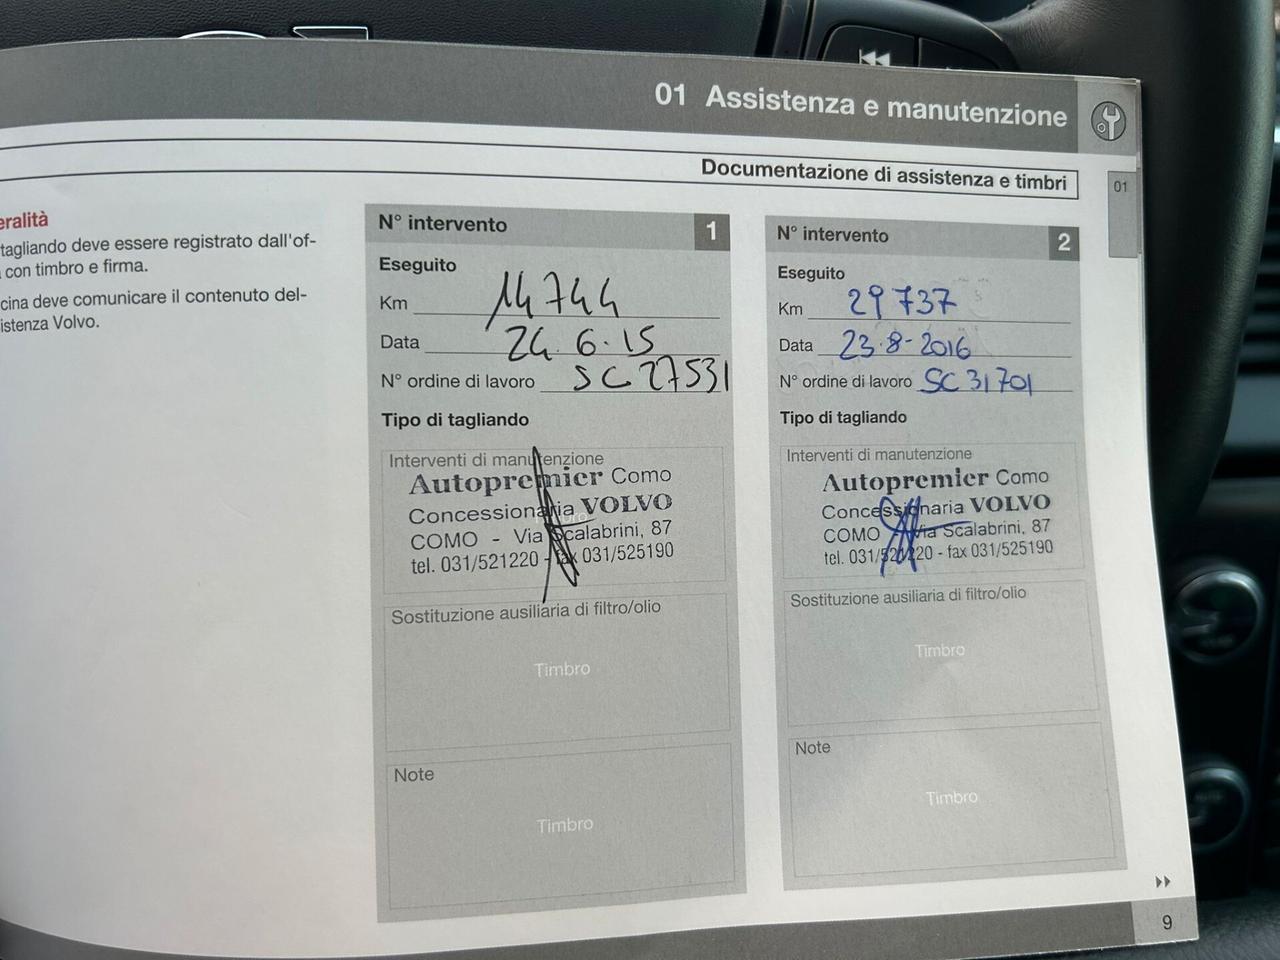 01 Assistenza e manutenzione
Documentazione di assistenza e timbri
01
eralità
tagliando deve essere registrato dall'of-
con timbro e firma.
cina deve comunicare il contenuto del-
istenza Volvo.
N° intervento 1
Eseguito
Km 14744
Data 24.6.15
N° ordine di lavoro SC27531
Tipo di tagliando
Interventi di manutenzione
Autopremier Como
Concessionaria VOLVO
COMO - Via Scalabrini, 87
tel. 031/521220 - fax 031/525190
Sostituzione ausiliaria di filtro/olio
Timbro
Note
Timbro
N° intervento 2
Eseguito
Km 29737
Data 23-8-2016
N° ordine di lavoro SC31701
Tipo di tagliando
Interventi di manutenzione
Autopremier Como
Concessionaria VOLVO
COMO - Via Scalabrini, 87
tel. 031/521220 - fax 031/525190
Sostituzione ausiliaria di filtro/olio
Timbro
Note
Timbro
9